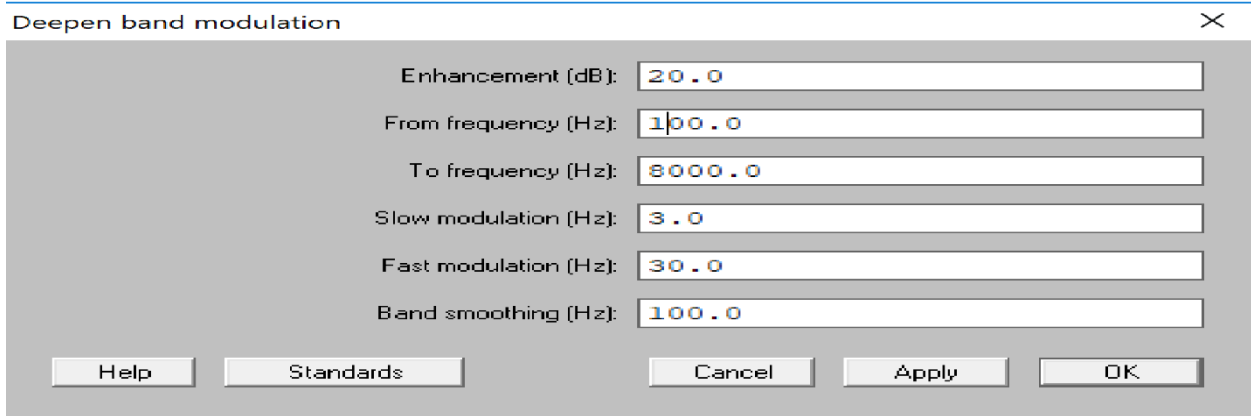 Deepen band modulation
Enhancement (dB): 20.0
From frequency (Hz): 100.0
To frequency (Hz): 8000.0
Slow modulation (Hz): 3.0
Fast modulation (Hz): 30.0
Band smoothing (Hz): 100.0
Help Standards Cancel Apply OK